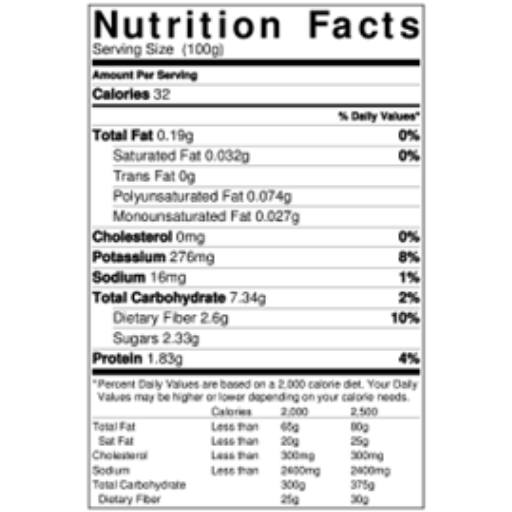 Nutrition Facts
Serving Size (100g)
Amount Per Serving
Calories 32
% Daily Values*
Total Fat 0.19g 0%
Saturated Fat 0.032g 0%
Trans Fat 0g
Polyunsaturated Fat 0.074g
Monounsaturated Fat 0.027g
Cholesterol 0mg 0%
Potassium 276mg 8%
Sodium 16mg 1%
Total Carbohydrate 7.34g 2%
Dietary Fiber 2.6g 10%
Sugars 2.33g
Protein 1.83g 4%
*Percent Daily Values are based on a 2,000 calorie diet. Your Daily
Values may be higher or lower depending on your calorie needs.
Calories 2,000 2,500
Total Fat Less than 65g 80g
Sat Fat Less than 20g 25g
Cholesterol Less than 300mg 300mg
Sodium Less than 2400mg 2400mg
Total Carbohydrate 300g 375g
Dietary Fiber 25g 30g